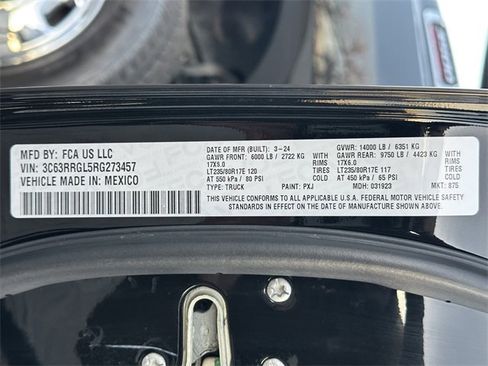 MFD BY: FCA US LLC
VIN: 3C63RRGL5RG273457
VEHICLE MADE IN: MEXICO
DATE OF MFR (BUILT): 3-24 GVWR: 14000 LB / 6351 KG
GAWR FRONT: 6000 LB / 2722 KG GAWR REAR: 9750 LB / 4423 KG
17X6.0 17X6.0
LT235/80R17E 120 TIRES LT235/80R17E 117 TIRES
AT 550 kPa / 80 PSI COLD AT 450 kPa / 65 PSI COLD
TYPE: TRUCK PAINT: PXJ MDH: 031923 MKT: 875
THIS VEHICLE CONFORMS TO ALL APPLICABLE U.S.A. FEDERAL MOTOR VEHICLE SAFETY
STANDARDS IN EFFECT ON THE DATE OF MANUFACTURE SHOWN ABOVE.